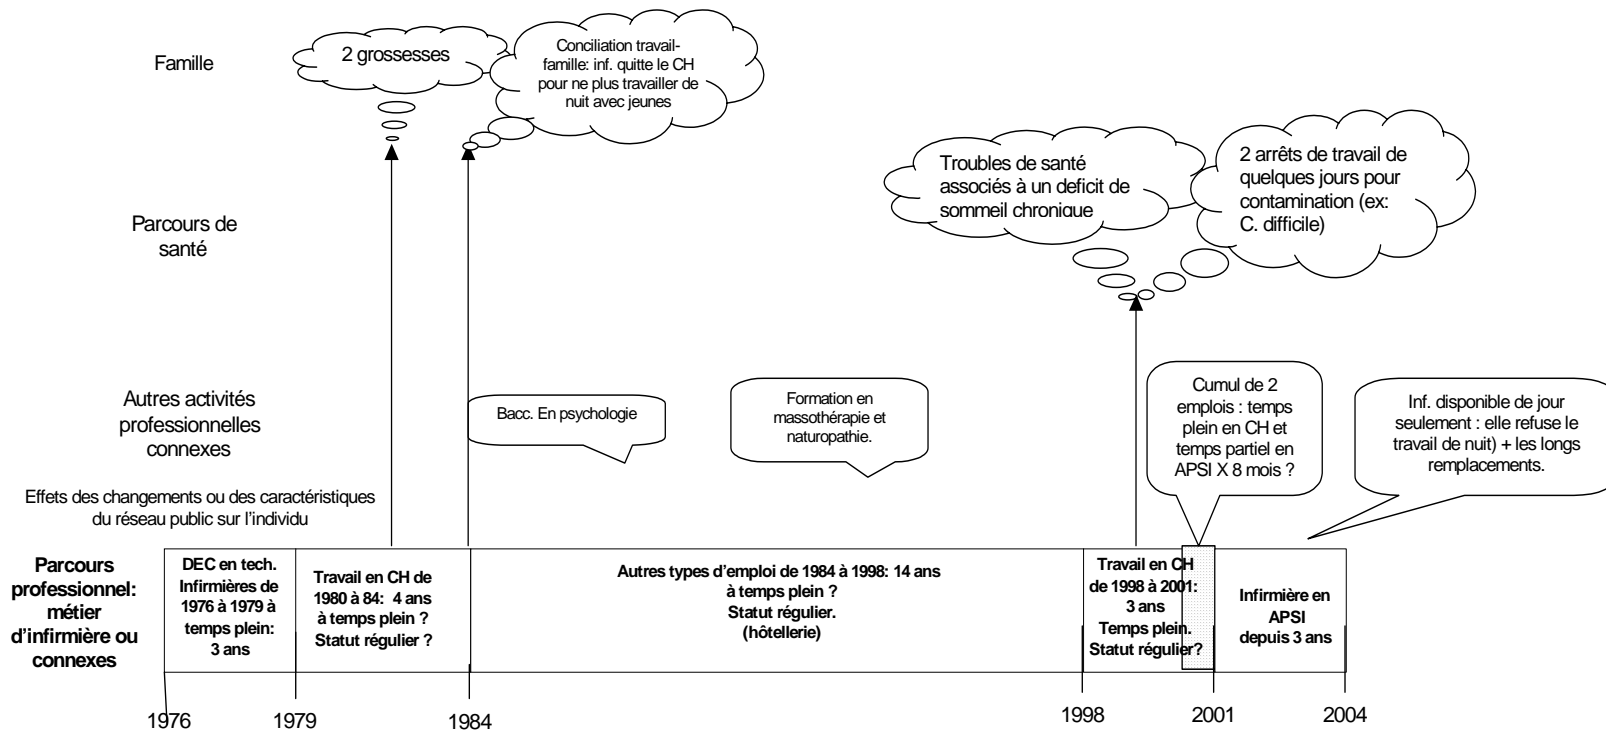 Famille
2 grossesses
Conciliation travail-
famille: inf. quitte le CH
pour ne plus travailler de
nuit avec jeunes
Parcours de
santé
Troubles de santé
associés à un deficit de
sommeil chronique
2 arrêts de travail de
quelques jours pour
contamination (ex:
C. difficile)
Autres activités
professionnelles
connexes
Bacc. En psychologie
Formation en
massothérapie et
naturopathie.
Cumul de 2
emplois : temps
plein en CH et
temps partiel en
APSI X 8 mois ?
Inf. disponible de jour
seulement : elle refuse le
travail de nuit) + les longs
remplacements.
Effets des changements ou des caractéristiques
du réseau public sur l'individu
Parcours
professionnel:
métier
d'infirmière ou
connexes
DEC en tech.
Infirmières de
1976 à 1979 à
temps plein:
3 ans
Travail en CH de
1980 à 84: 4 ans
à temps plein ?
Statut régulier ?
Autres types d'emploi de 1984 à 1998: 14 ans
à temps plein ?
Statut régulier.
(hôtellerie)
Travail en CH
de 1998 à 2001:
3 ans
Temps plein.
Statut régulier?
Infirmière en
APSI
depuis 3 ans
1976
1979
1984
1998
2001
2004